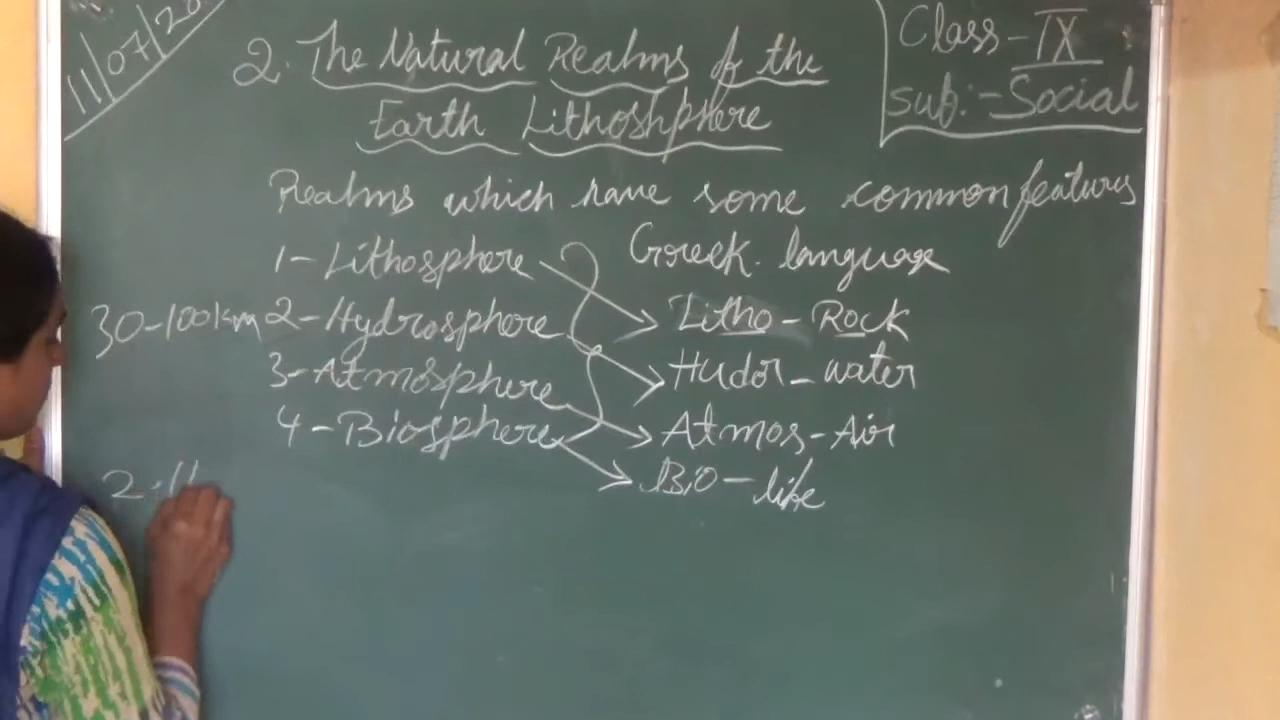 11/07/20
2. The Natural Realms of the
Earth Lithoshphere
Class - IX
Sub:- Social
Realms which have some common features
1- Lithosphere
Greek language
30-100km
2- Hydrosphere
Litho - Rock
3- Atmosphere
Hudor - water
4- Biosphere
Atmos - Air
Bio - life
2.11